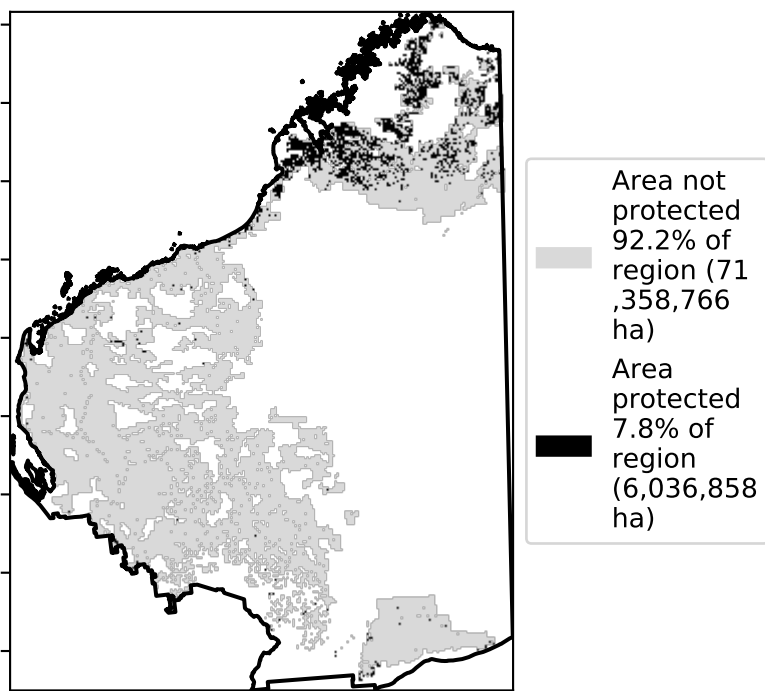 Area not
protected
92.2% of
region (71
,358,766
ha)
Area
protected
7.8% of
region
(6,036,858
ha)